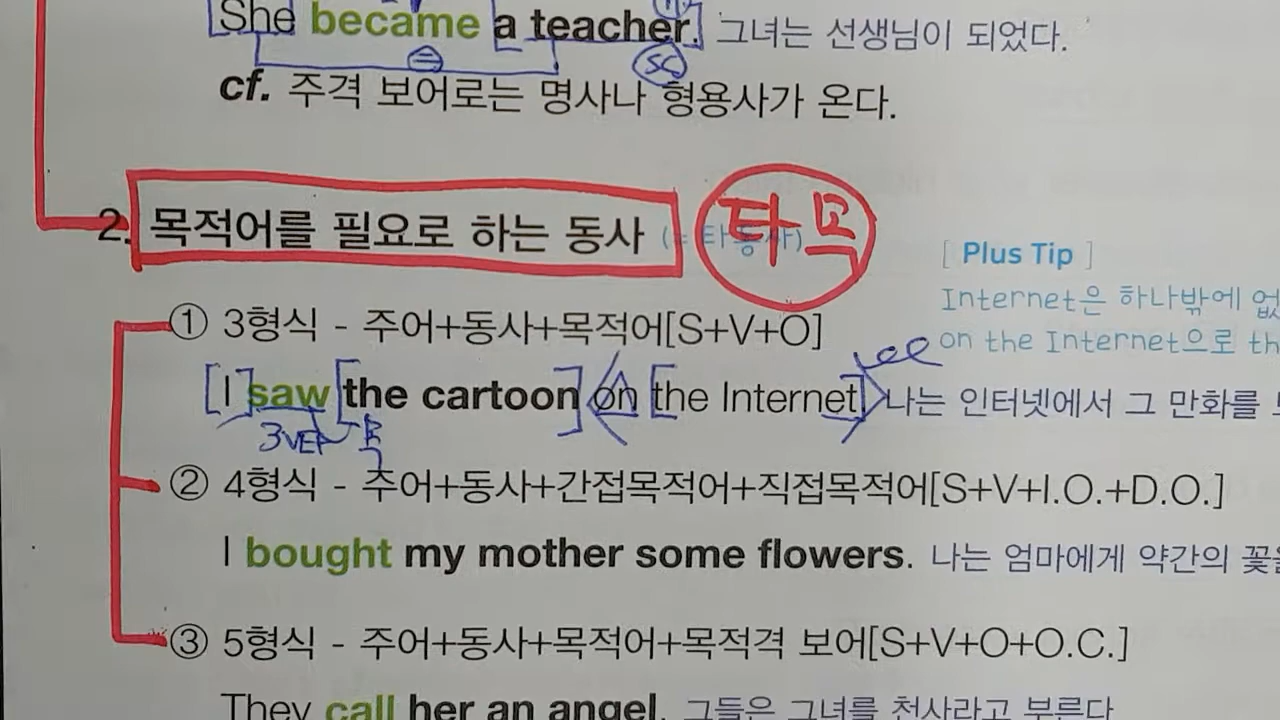 She became a teacher. 그녀는 선생님이 되었다.
SC
cf. 주격 보어로는 명사나 형용사가 온다.
2. 목적어를 필요로 하는 동사 (= 타동사) 타 목
[ Plus Tip ]
Internet은 하나밖에
on the Internet으로
① 3형식 - 주어+동사+목적어[S+V+O]
I saw the cartoon on the Internet 나는 인터넷에서 그 만화를
3VER 목
② 4형식 - 주어+동사+간접목적어+직접목적어[S+V+I.O.+D.O.]
I bought my mother some flowers. 나는 엄마에게 약간의
③ 5형식 - 주어+동사+목적어+목적격 보어[S+V+O+O.C.]
They call her an angel. 그들은 그녀를 천사라고 부른다